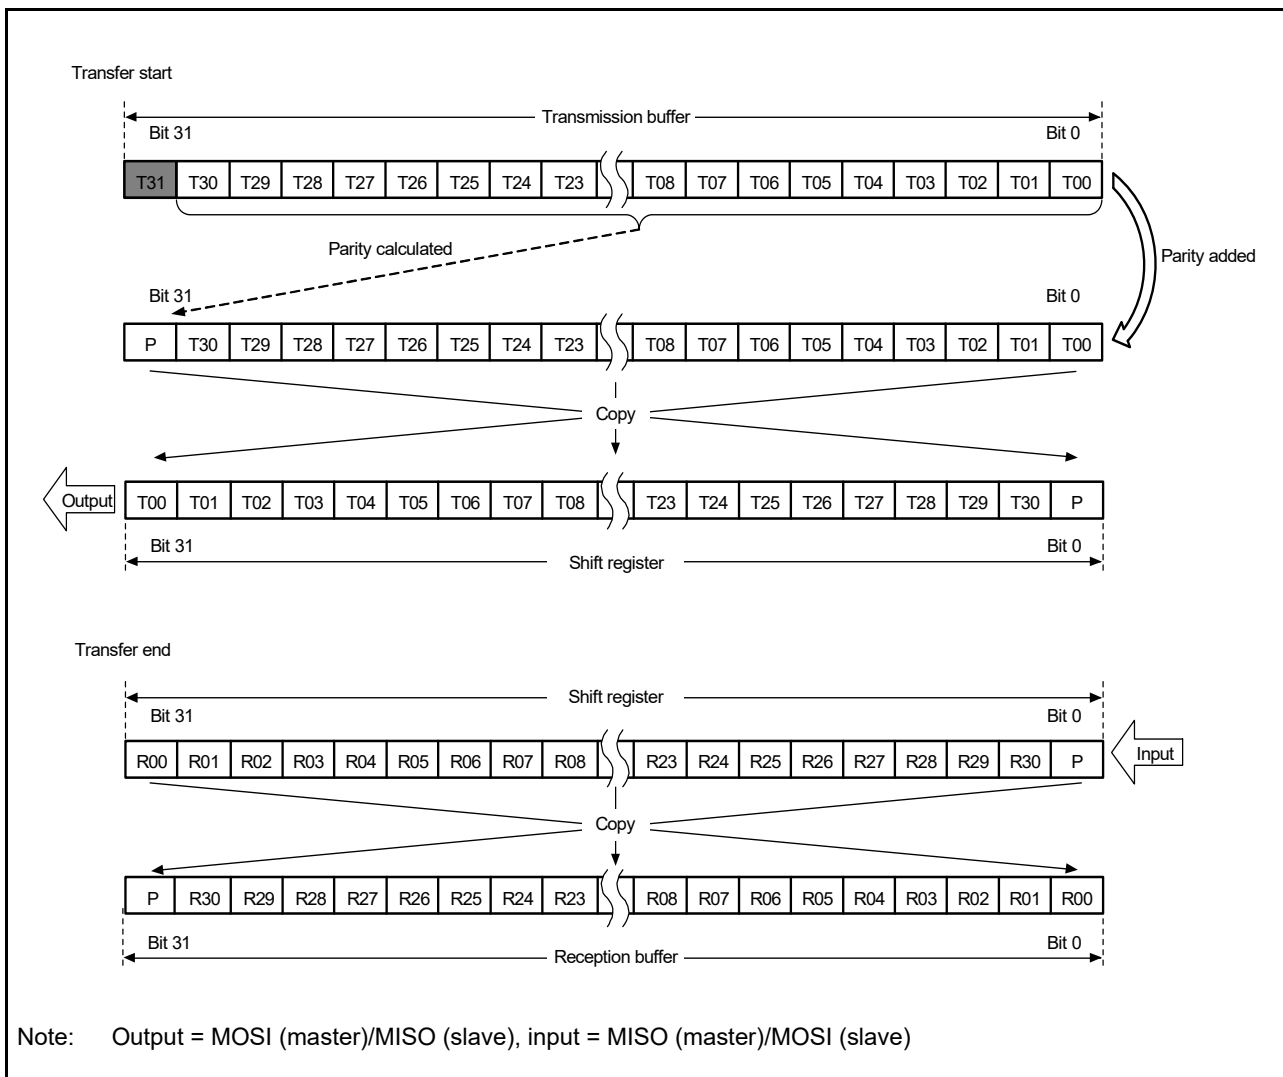 Transfer start
Transmission buffer
Bit 31 Bit 0
T31 T30 T29 T28 T27 T26 T25 T24 T23 T08 T07 T06 T05 T04 T03 T02 T01 T00
Parity calculated
Parity added
Bit 31 Bit 0
P T30 T29 T28 T27 T26 T25 T24 T23 T08 T07 T06 T05 T04 T03 T02 T01 T00
Copy
Output T00 T01 T02 T03 T04 T05 T06 T07 T08 T23 T24 T25 T26 T27 T28 T29 T30 P
Bit 31 Bit 0
Shift register
Transfer end
Shift register
Bit 31 Bit 0
R00 R01 R02 R03 R04 R05 R06 R07 R08 R23 R24 R25 R26 R27 R28 R29 R30 P Input
Copy
P R30 R29 R28 R27 R26 R25 R24 R23 R08 R07 R06 R05 R04 R03 R02 R01 R00
Bit 31 Bit 0
Reception buffer
Note: Output = MOSI (master)/MISO (slave), input = MISO (master)/MOSI (slave)